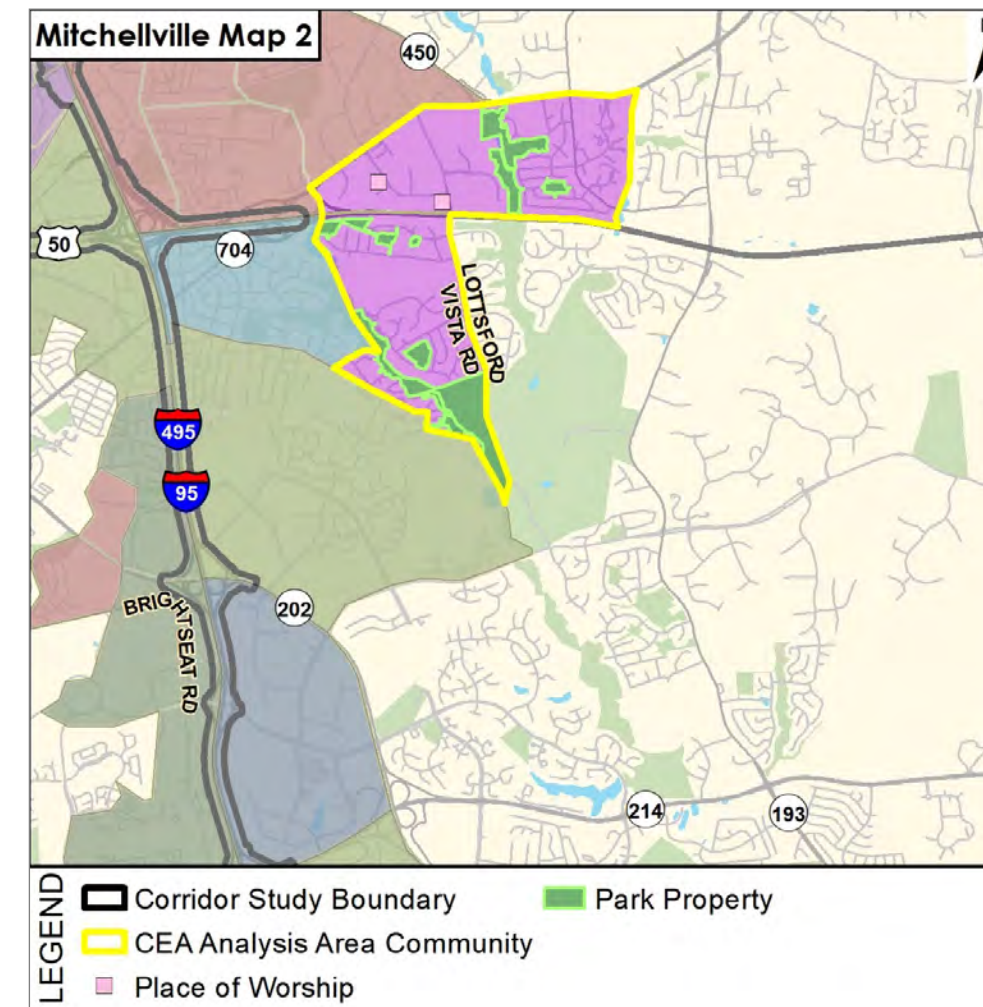 Mitchellville Map 2
450
50
704
LOTTSFORD
VISTA RD
495
95
BRIGHTSEAT RD
202
214
193
LEGEND
Corridor Study Boundary
Park Property
CEA Analysis Area Community
Place of Worship